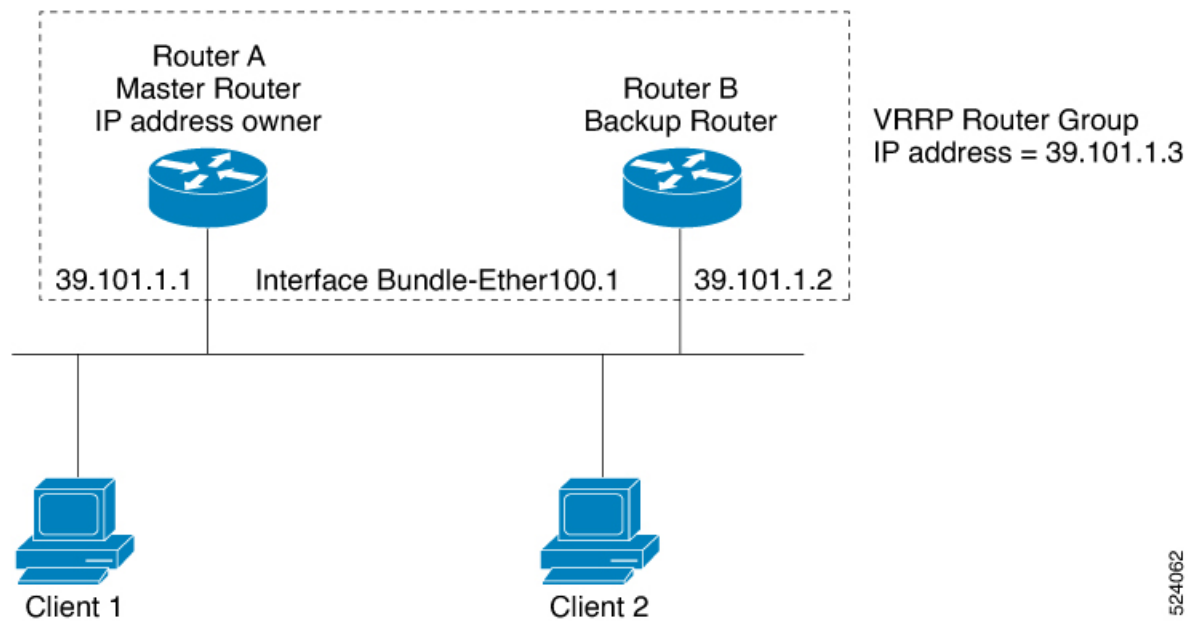 Router A
Master Router
IP address owner
Router B
Backup Router
VRRP Router Group
IP address = 39.101.1.3
39.101.1.1
Interface Bundle-Ether100.1
39.101.1.2
Client 1
Client 2
524062